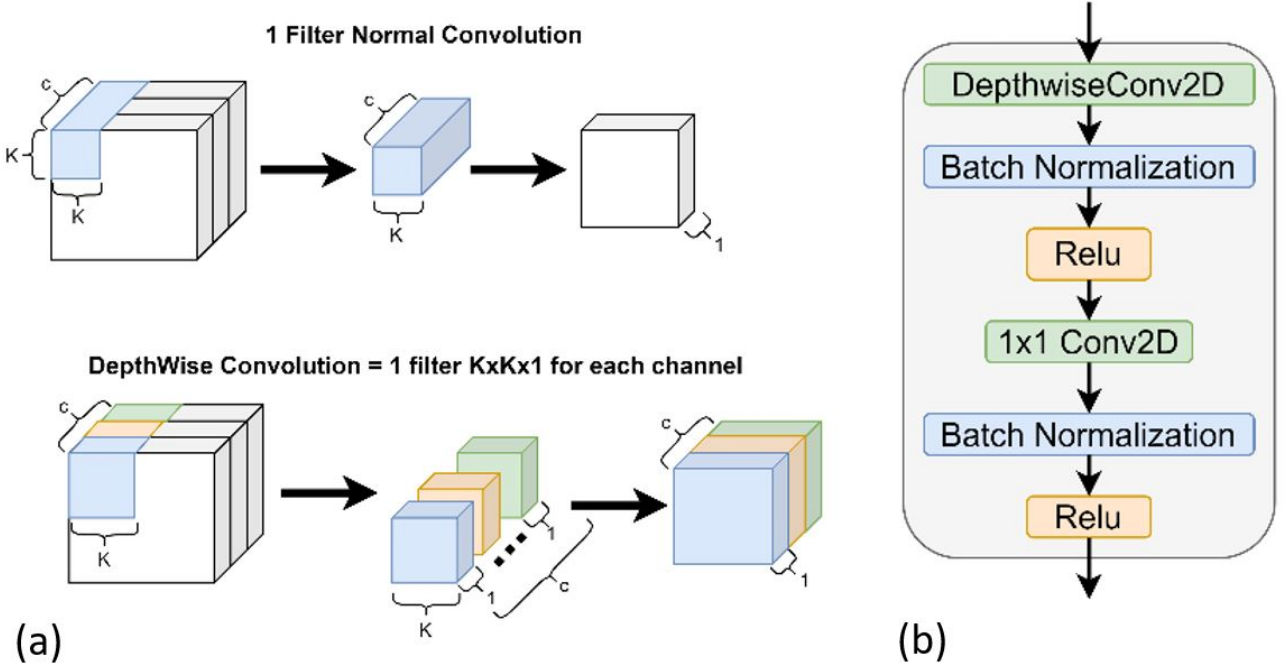 1 Filter Normal Convolution
c
K
K
c
K
1
DepthWise Convolution = 1 filter KxKx1 for each channel
c
K
1
1
c
K
c
1
(a)
DepthwiseConv2D
Batch Normalization
Relu
1x1 Conv2D
Batch Normalization
Relu
(b)